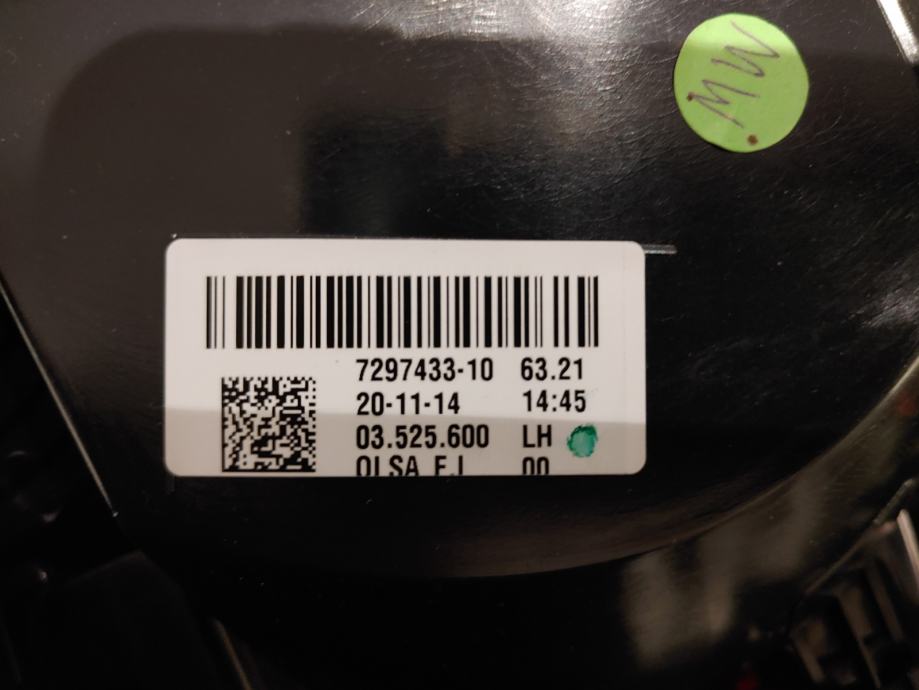 MW
7297433-10 63.21
20-11-14 14:45
03.525.600 LH
OLSA F.I. 00